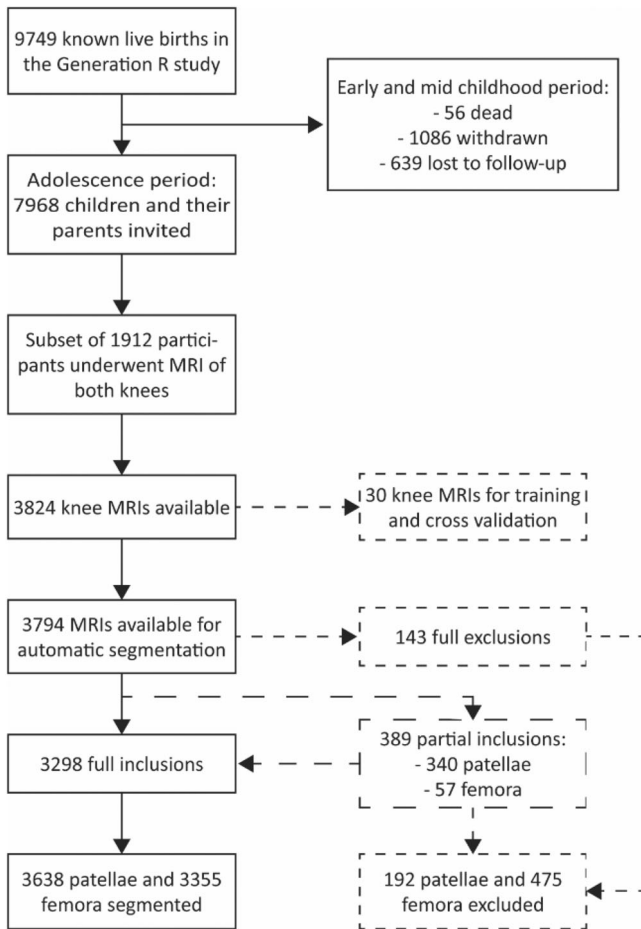 9749 known live births in
the Generation R study
Early and mid childhood period:
- 56 dead
- 1086 withdrawn
- 639 lost to follow-up
Adolescence period:
7968 children and their
parents invited
Subset of 1912 partici-
pants underwent MRI of
both knees
3824 knee MRIs available
30 knee MRIs for training
and cross validation
3794 MRIs available for
automatic segmentation
143 full exclusions
389 partial inclusions:
- 340 patellae
- 57 femora
3298 full inclusions
3638 patellae and 3355
femora segmented
192 patellae and 475
femora excluded